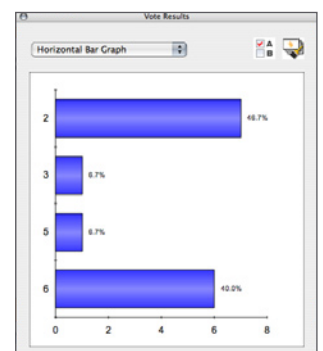 Vote Results
Horizontal Bar Graph
A
B
2
46.7%
3
6.7%
5
6.7%
6
40.0%
0 2 4 6 8